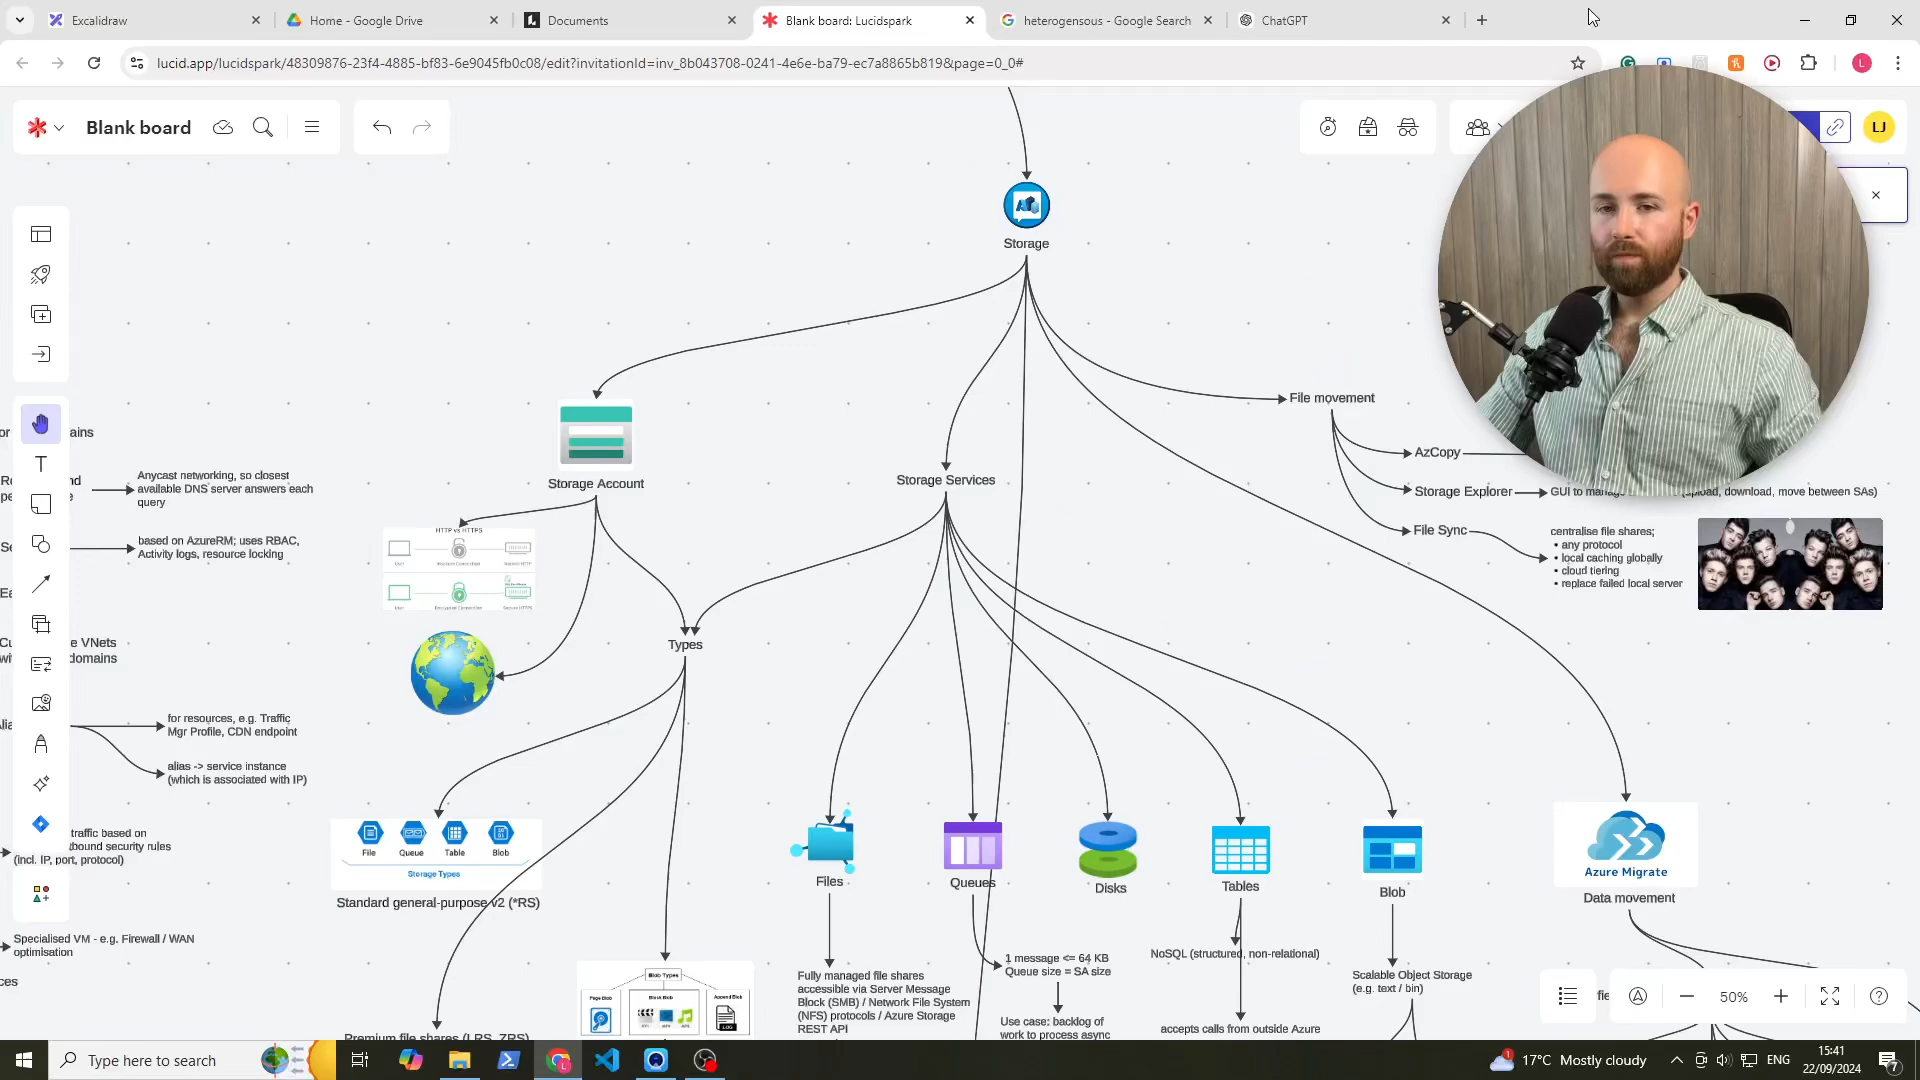 Excalidraw
Home - Google Drive
Documents
Blank board: Lucidspark
heterogensous - Google Search
ChatGPT
lucid.app/lucidspark/48309876-23f4-4885-bf83-6e9045fb0c08/edit?invitationId=inv_8b043708-0241-4e6e-ba79-ec7a8865b819&page=0_0#
L
Blank board
LJ
Storage
Storage Account
Storage Services
File movement
AzCopy
Storage Explorer
GUI to
(upload, download, move between SAs)
File Sync
centralise file shares;
• any protocol
• local caching globally
• cloud tiering
• replace failed local server
ains
Anycast networking, so closest
available DNS server answers each
query
based on AzureRM; uses RBAC,
Activity logs, resource locking
HTTP vs HTTPS
Types
e VNets
domains
for resources, e.g. Traffic
Mgr Profile, CDN endpoint
alias -> service instance
(which is associated with IP)
traffic based on
bound security rules
(incl. IP, port, protocol)
File
Queue
Table
Blob
Storage Types
Standard general-purpose v2 (*RS)
Files
Queues
Disks
Tables
Blob
Azure Migrate
Data movement
Specialised VM - e.g. Firewall / WAN
optimisation
ces
Blob Types
Page Blob
Block Blob
Append Blob
LOG
Premium file shares (LRS, ZRS)
Fully managed file shares
accessible via Server Message
Block (SMB) / Network File System
(NFS) protocols / Azure Storage
REST API
1 message <= 64 KB
Queue size = SA size
Use case: backlog of
work to process async
NoSQL (structured, non-relational)
accepts calls from outside Azure
Scalable Object Storage
(e.g. text / bin)
50%
Type here to search
17°C Mostly cloudy
ENG
15:41
22/09/2024
7